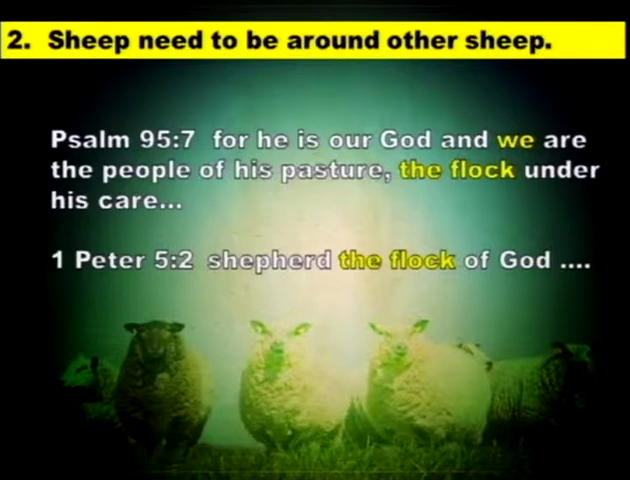 2. Sheep need to be around other sheep.
Psalm 95:7 for he is our God and we are
the people of his pasture, the flock under
his care...
1 Peter 5:2 shepherd the flock of God ....